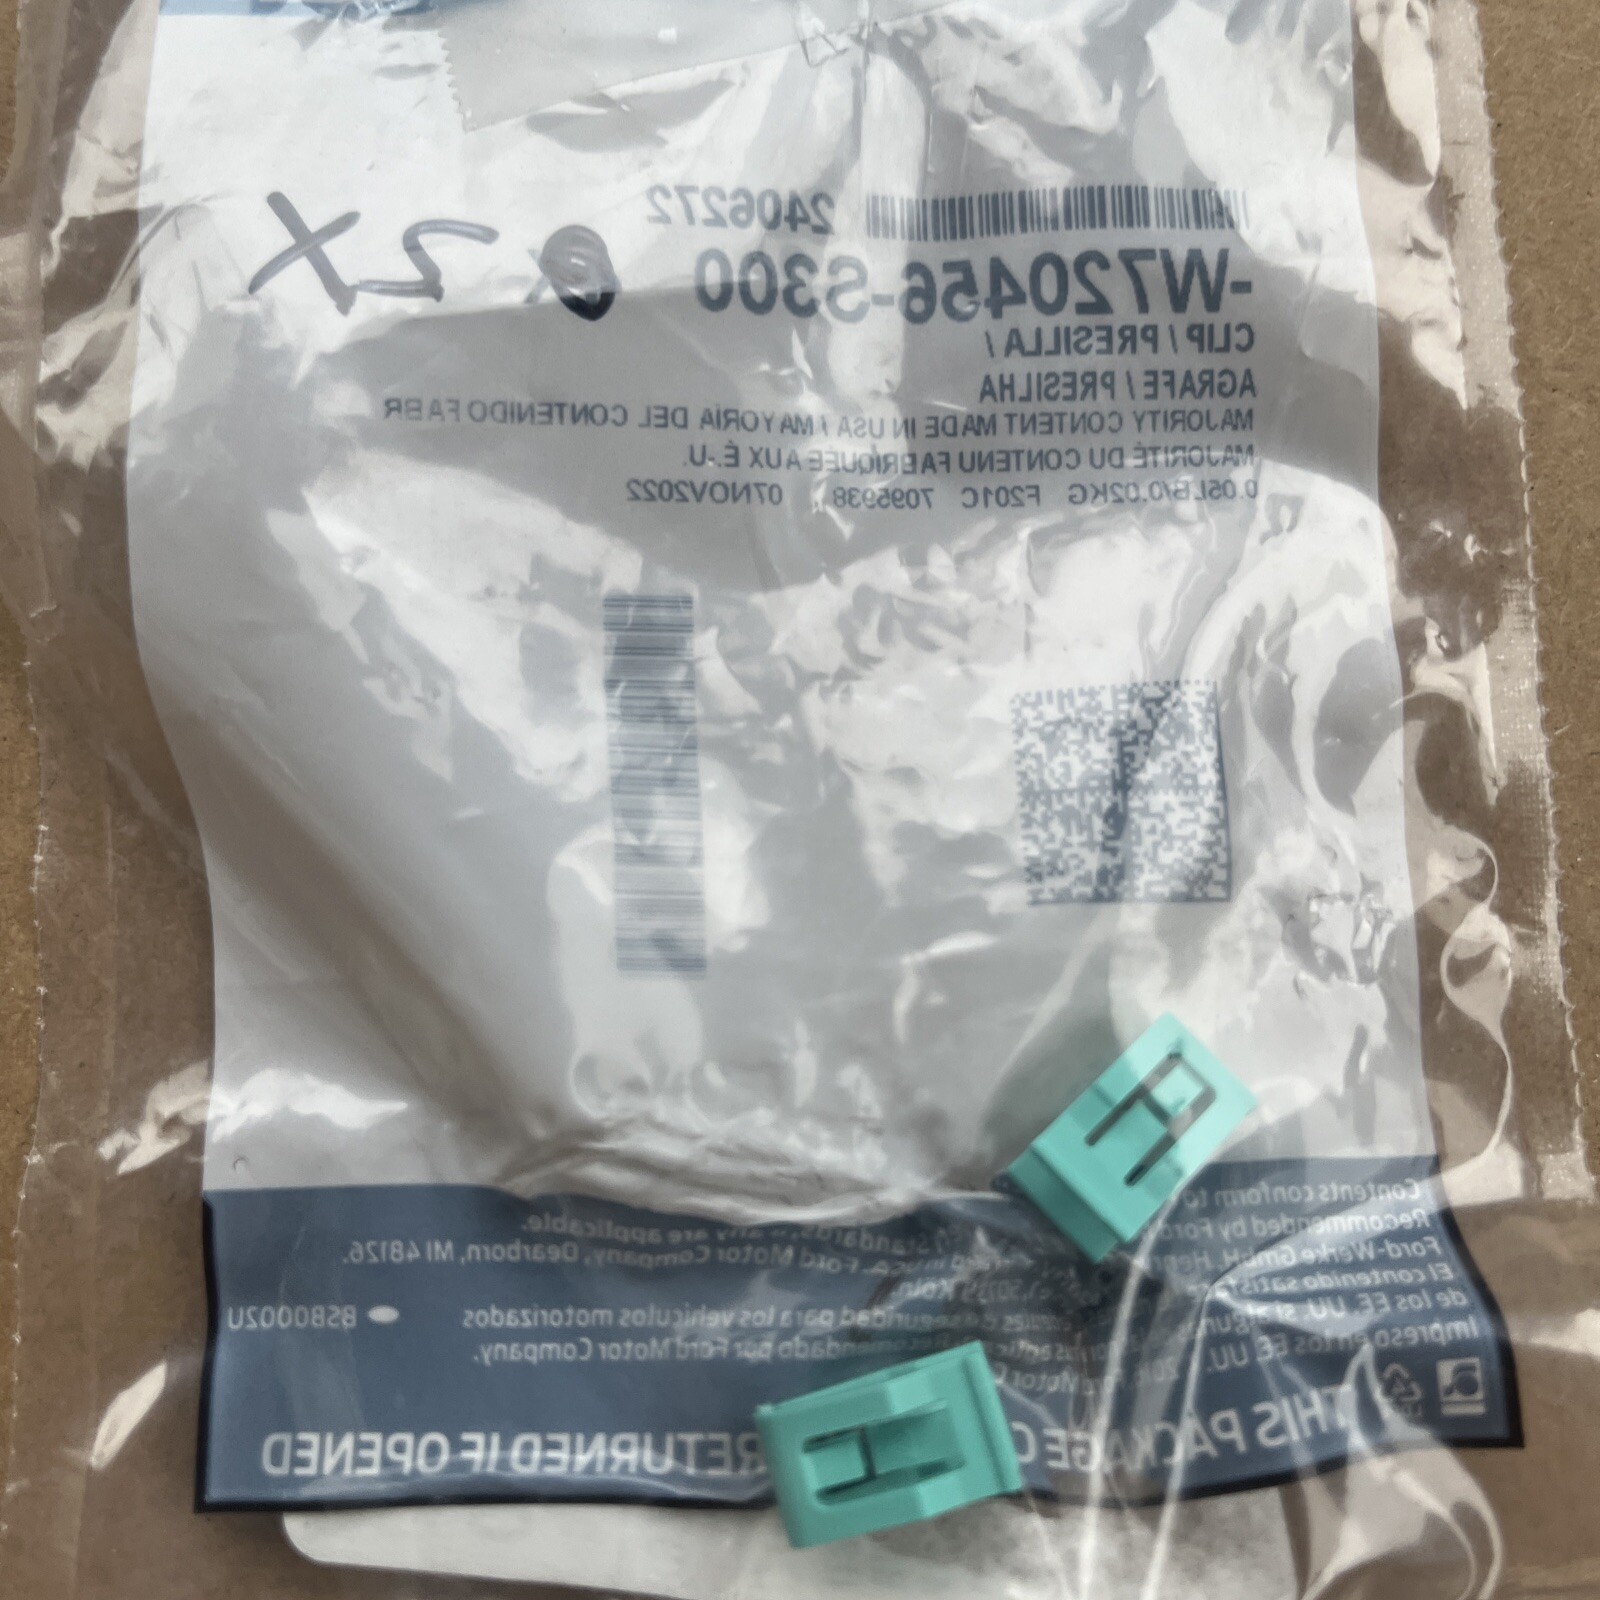 2406272
-W720456-S300
2X
CLIP / PRESILLA /
AGRAFE / PRESILHA
MAJORITY CONTENT MADE IN USA / MAYORÍA DEL CONTENIDO FABR
MAJORITÉ DU CONTENU FABRIQUÉE AUX É.-U.
0.05LB/0.02KG F201C 7095938 07NOV2022
Contents conform to Standards, if any are applicable.
Recommended by Ford Ford Motor Company, Dearborn, MI 48126.
Ford-Werke GmbH, Henry
El contenido satisf seguridad para los vehículos motorizados
BSB0002U
de los EE. UU. si recomendado por Ford Motor Company.
Impreso en los EE UU.
THIS PACKAGE RETURNED IF OPENED